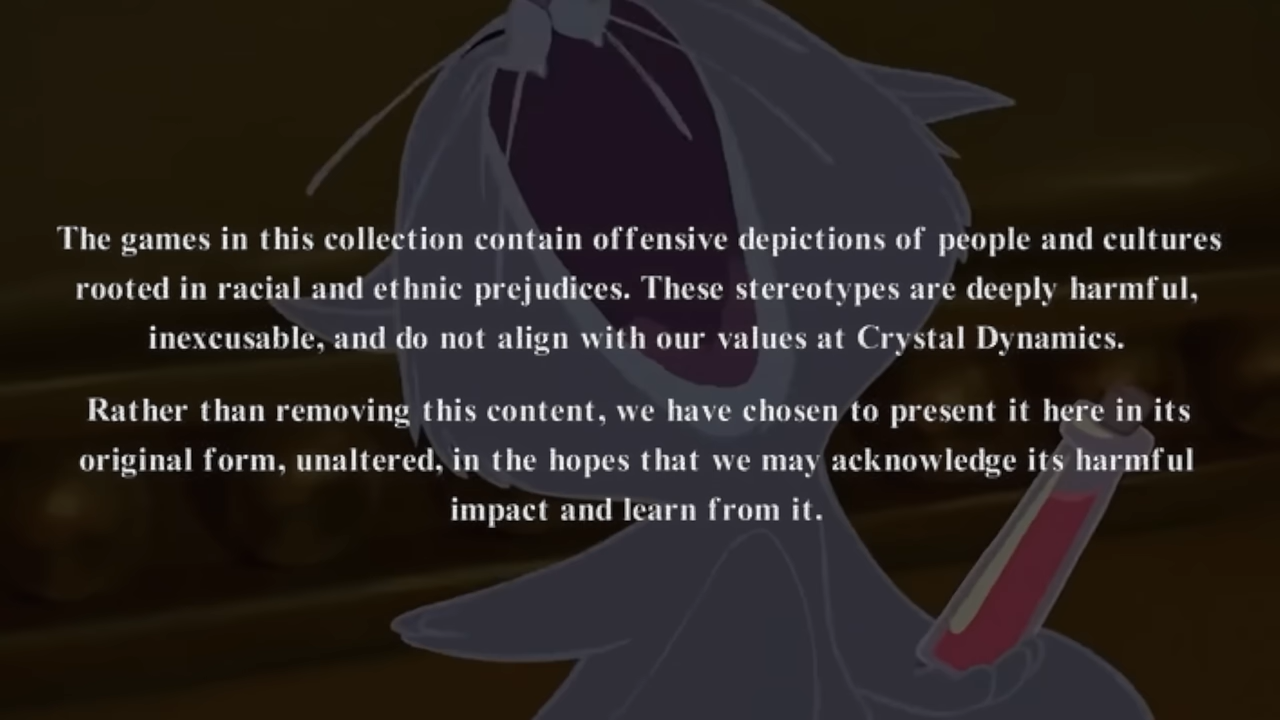 The games in this collection contain offensive depictions of people and cultures
rooted in racial and ethnic prejudices. These stereotypes are deeply harmful,
inexcusable, and do not align with our values at Crystal Dynamics.
Rather than removing this content, we have chosen to present it here in its
original form, unaltered, in the hopes that we may acknowledge its harmful
impact and learn from it.